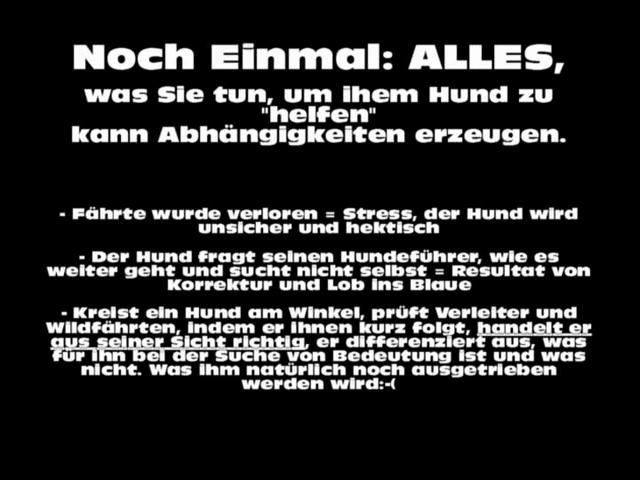 Noch Einmal: ALLES,
was Sie tun, um ihem Hund zu
"helfen"
kann Abhängigkeiten erzeugen.
- Fährte wurde verloren = Stress, der Hund wird
unsicher und hektisch
- Der Hund fragt seinen Hundeführer, wie es
weiter geht und sucht nicht selbst = Resultat von
Korrektur und Lob ins Blaue
- Kreist ein Hund am Winkel, prüft Verleiter und
Wildfährten, indem er ihnen kurz folgt, handelt er
aus seiner Sicht richtig, er differenziert aus, was
für ihn bei der Suche von Bedeutung ist und was
nicht. Was ihm natürlich noch ausgetrieben
werden wird:-(